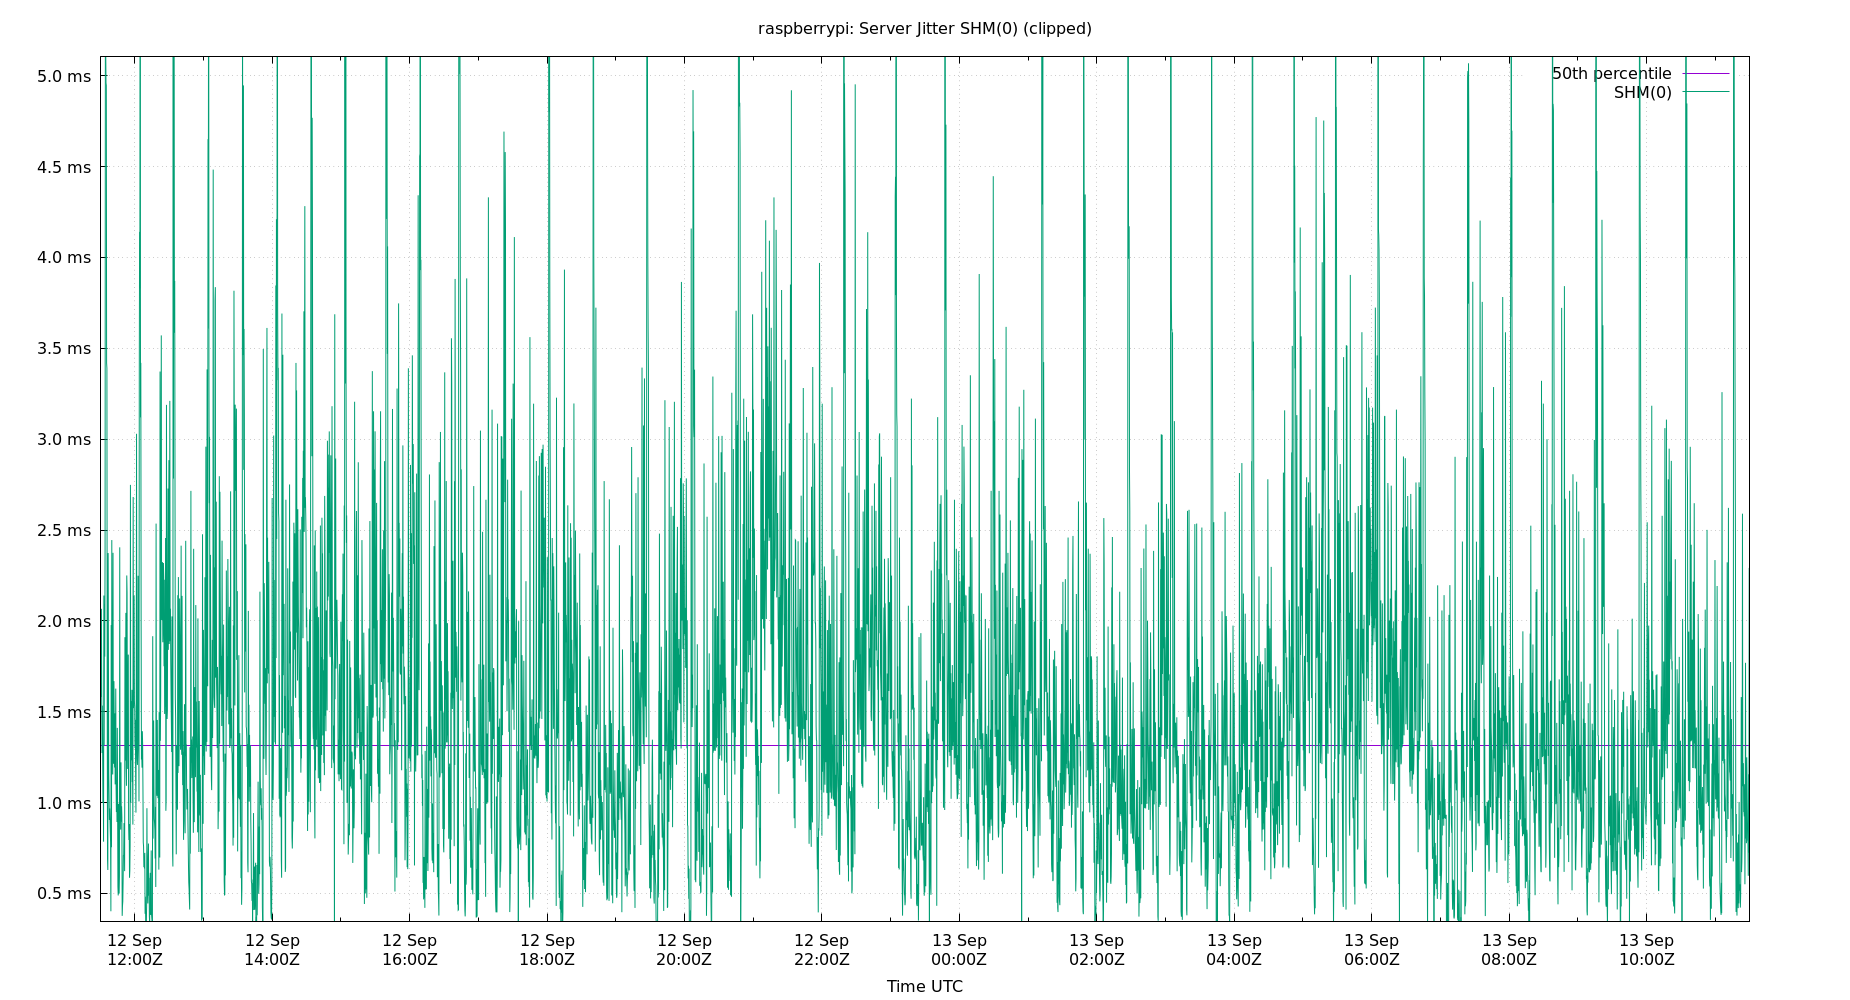 raspberrypi: Server Jitter SHM(0) (clipped)
50th percentile
SHM(0)
5.0 ms
4.5 ms
4.0 ms
3.5 ms
3.0 ms
2.5 ms
2.0 ms
1.5 ms
1.0 ms
0.5 ms
12 Sep 12 Sep 12 Sep 12 Sep 12 Sep 12 Sep 13 Sep 13 Sep 13 Sep 13 Sep 13 Sep 13 Sep
12:00Z 14:00Z 16:00Z 18:00Z 20:00Z 22:00Z 00:00Z 02:00Z 04:00Z 06:00Z 08:00Z 10:00Z
Time UTC